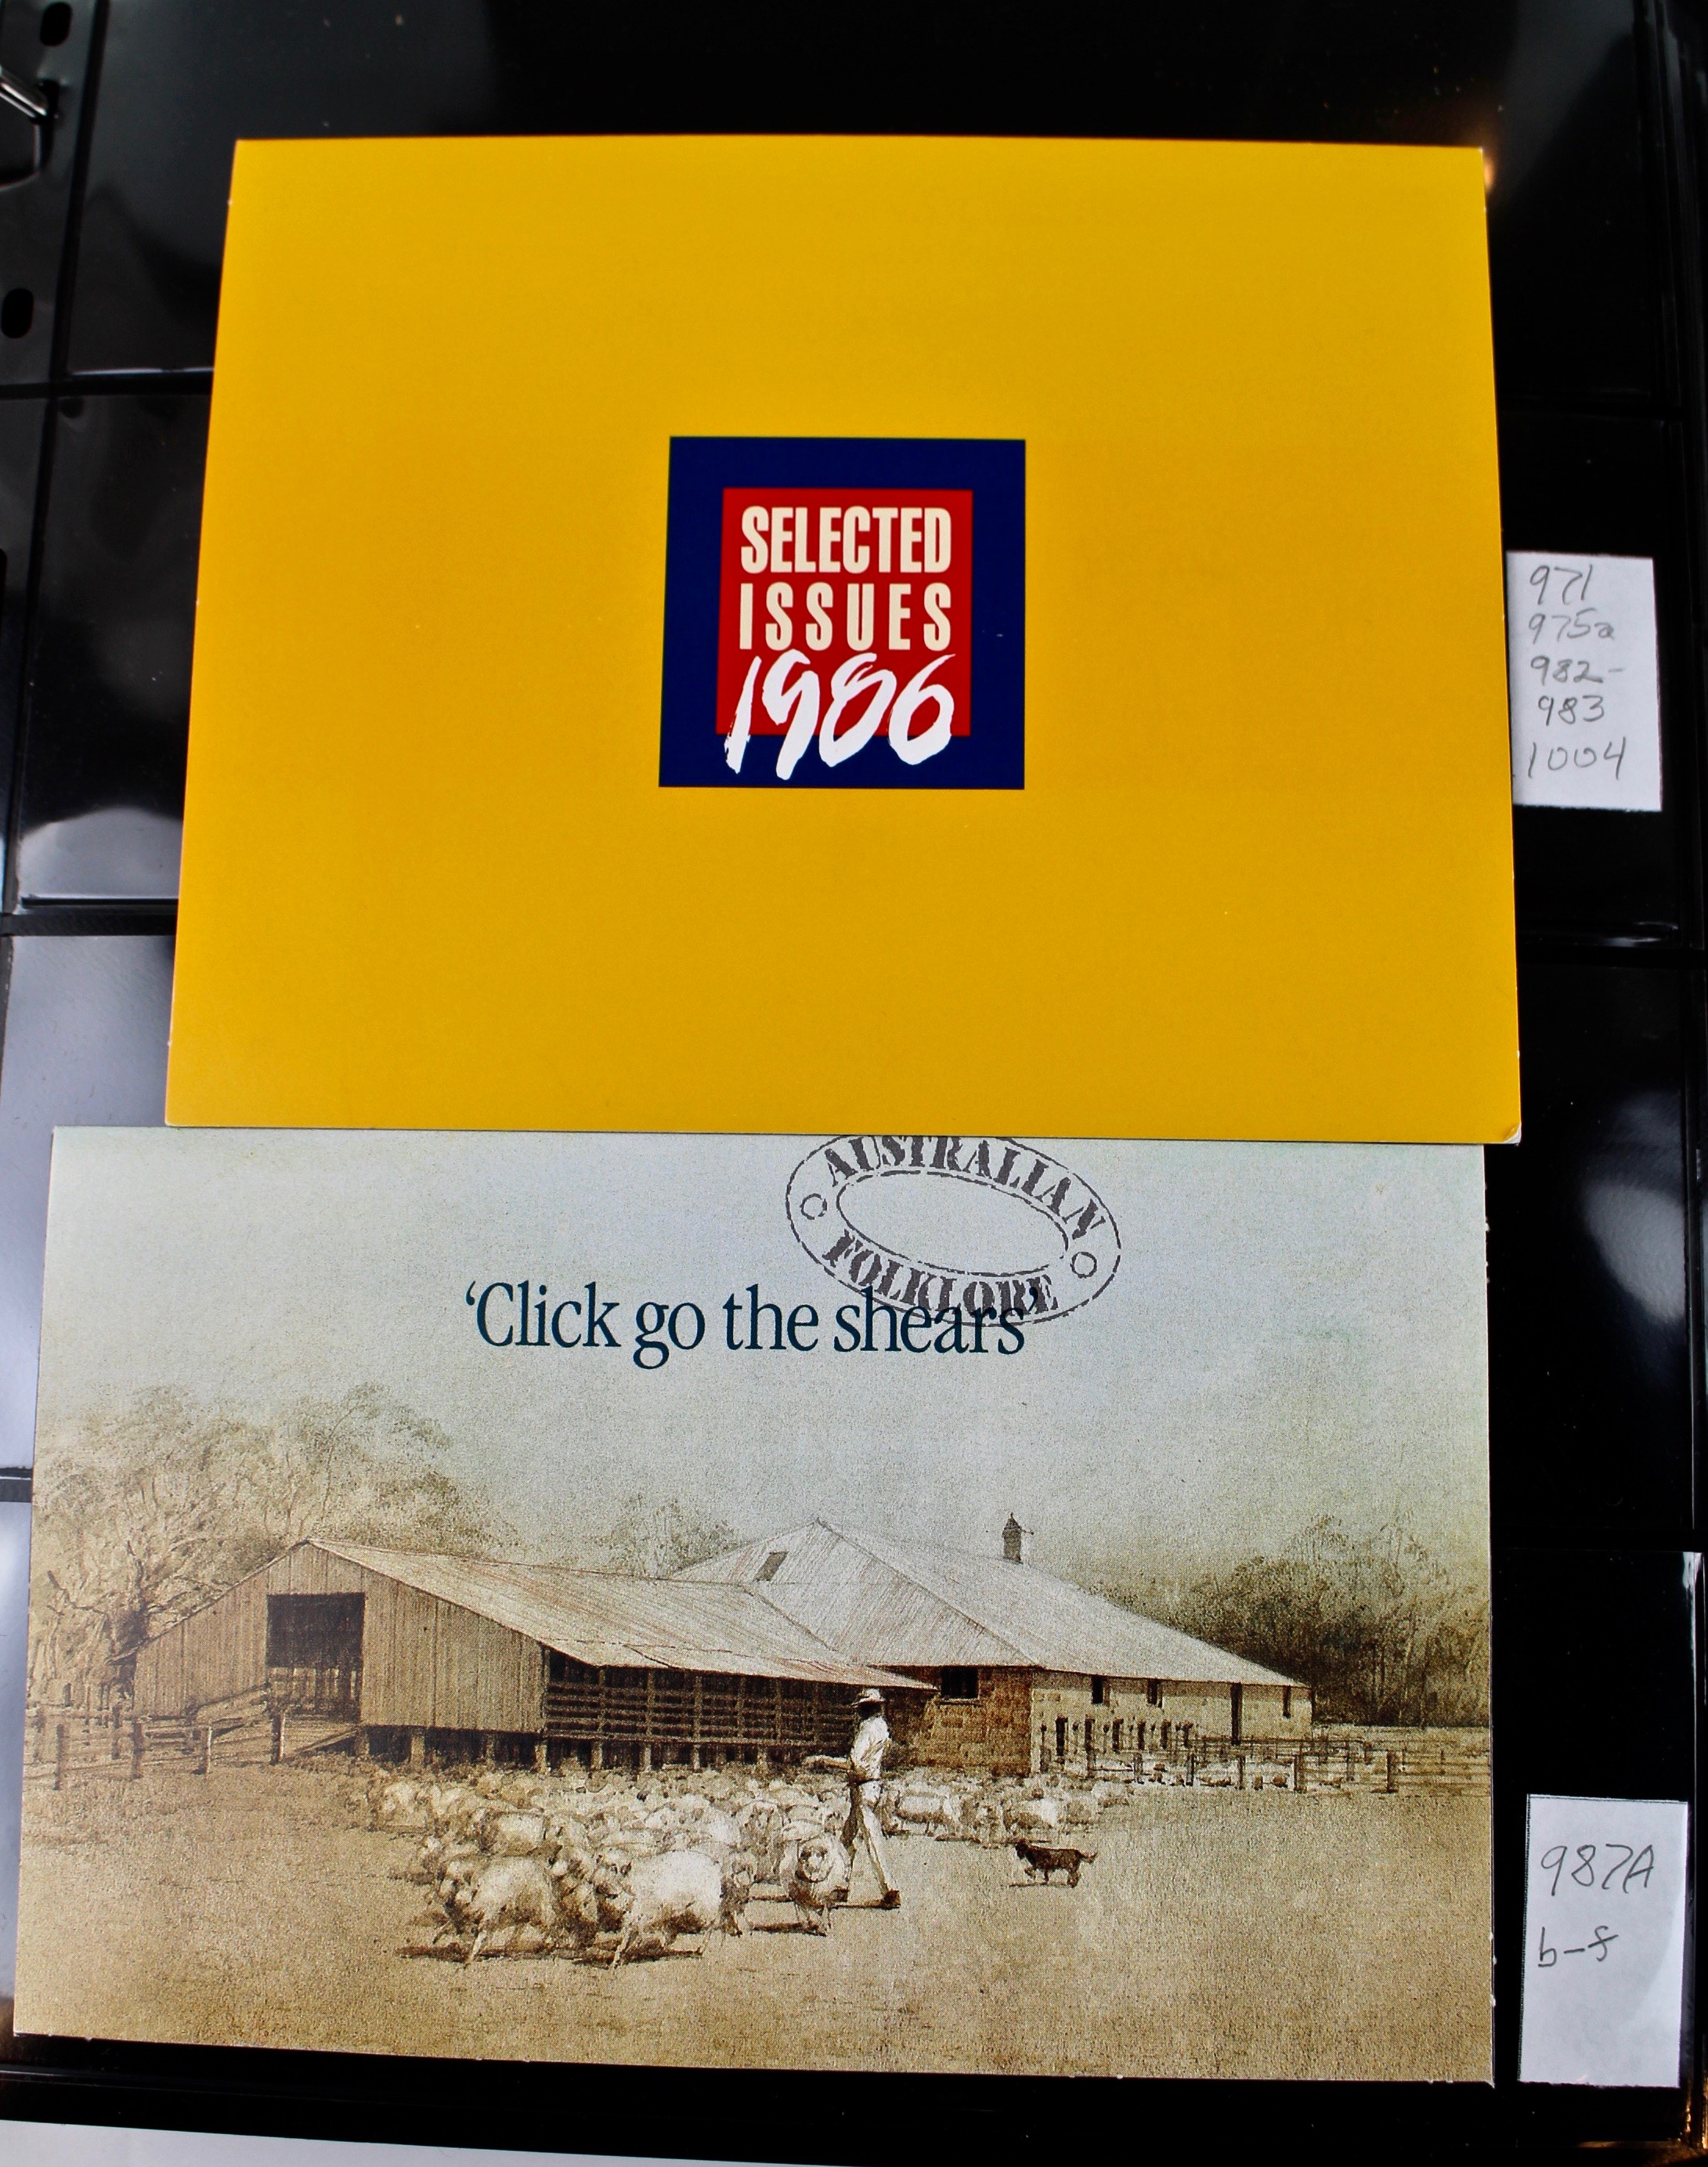 SELECTED
ISSUES
1986
971
975a
982-
983
1004
AUSTRALIAN
FOLKLORE
‘Click go the shears’
987A
b-f